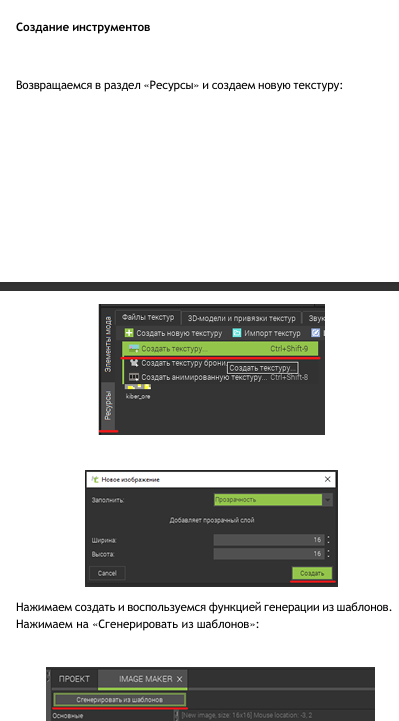 Создание инструментов
Возвращаемся в раздел «Ресурсы» и создаем новую текстуру:
Элементы мода
Ресурсы
Файлы текстур
3D-модели и привязки текстур
Звук
Создать новую текстуру
Импорт текстур
Создать текстуру... Ctrl+Shift-9
Создать текстуру брони
Создать текстуру...
Создать анимированную текстуру... Ctrl+Shift-8
kiber_ore
Новое изображение
Заполнить: Прозрачность
Добавляет прозрачный слой
Ширина: 16
Высота: 16
Cancel Создать
Нажимаем создать и воспользуемся функцией генерации из шаблонов.
Нажимаем на «Сгенерировать из шаблонов»:
ПРОЕКТ IMAGE MAKER
Сгенерировать из шаблонов
Основные [New image, size: 16x16] Mouse location: -3, 2